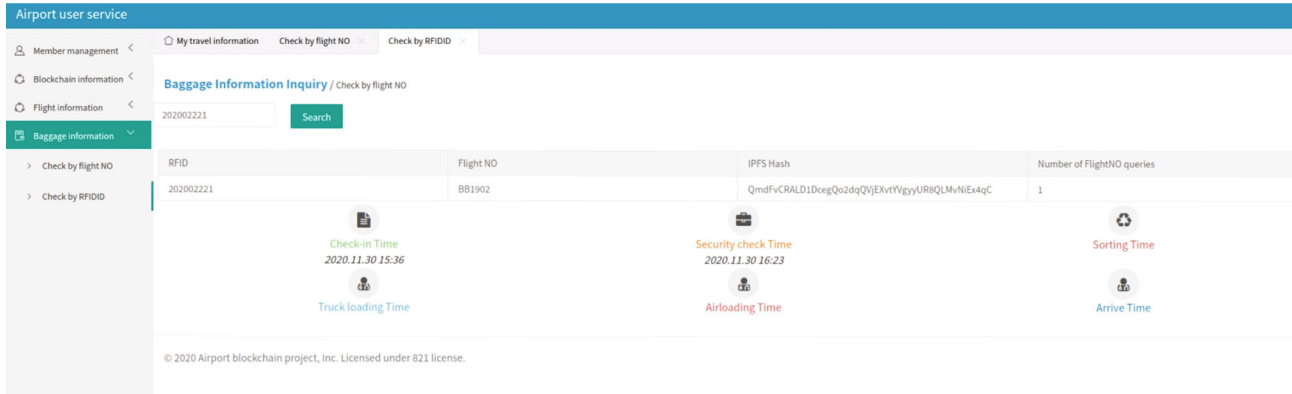 Airport user service
Member management
Blockchain information
Flight information
Baggage information
Check by flight NO
Check by RFIDID
My travel information Check by flight NO Check by RFIDID
Baggage Information Inquiry / Check by flight NO
202002221 Search
RFID Flight NO IPFS Hash Number of FlightNO queries
202002221 BB1902 QmdFvCRALD1DcegQo2dqQVjEXvtYVgyyUR8QLMvNiEx4qC 1
Check-in Time Security check Time Sorting Time
2020.11.30 15:36 2020.11.30 16:23
Truck loading Time Airloading Time Arrive Time
© 2020 Airport blockchain project, Inc. Licensed under 821 license.